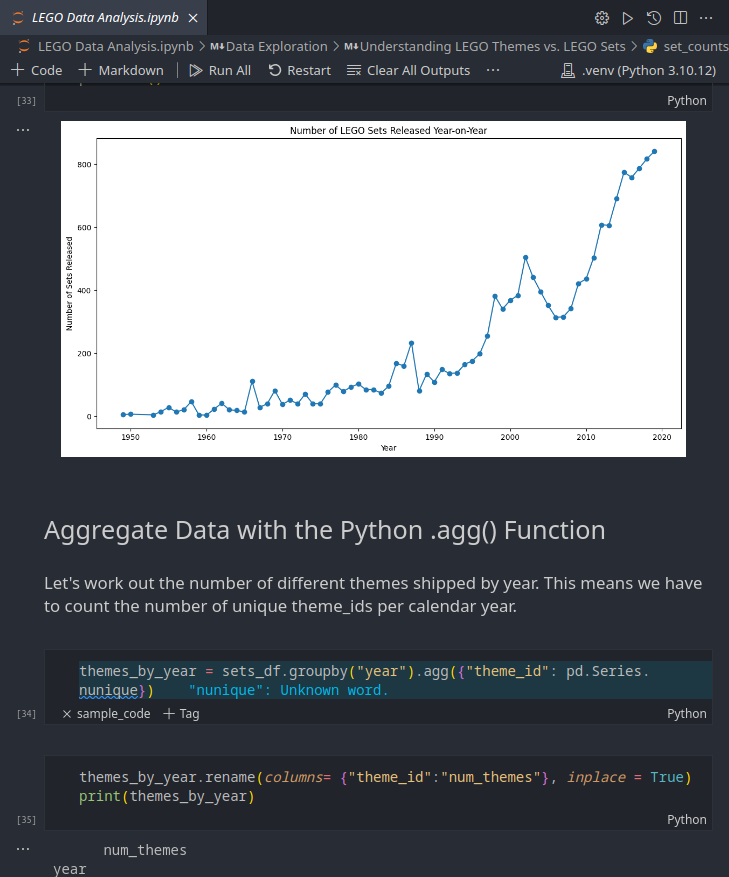 LEGO Data Analysis.ipynb ×
LEGO Data Analysis.ipynb > M↓Data Exploration > M↓Understanding LEGO Themes vs. LEGO Sets > set_counts
+ Code + Markdown | Run All Restart Clear All Outputs ··· .venv (Python 3.10.12)
[33] Python
...
Number of LEGO Sets Released Year-on-Year
800
600
400
200
0
Number of Sets Released
1950 1960 1970 1980 1990 2000 2010 2020
Year
Aggregate Data with the Python .agg() Function
Let's work out the number of different themes shipped by year. This means we have
to count the number of unique theme_ids per calendar year.
themes_by_year = sets_df.groupby("year").agg({"theme_id": pd.Series.
nunique}) "nunique": Unknown word.
[34] × sample_code + Tag Python
themes_by_year.rename(columns= {"theme_id":"num_themes"}, inplace = True)
print(themes_by_year)
[35] Python
...
num_themes
year